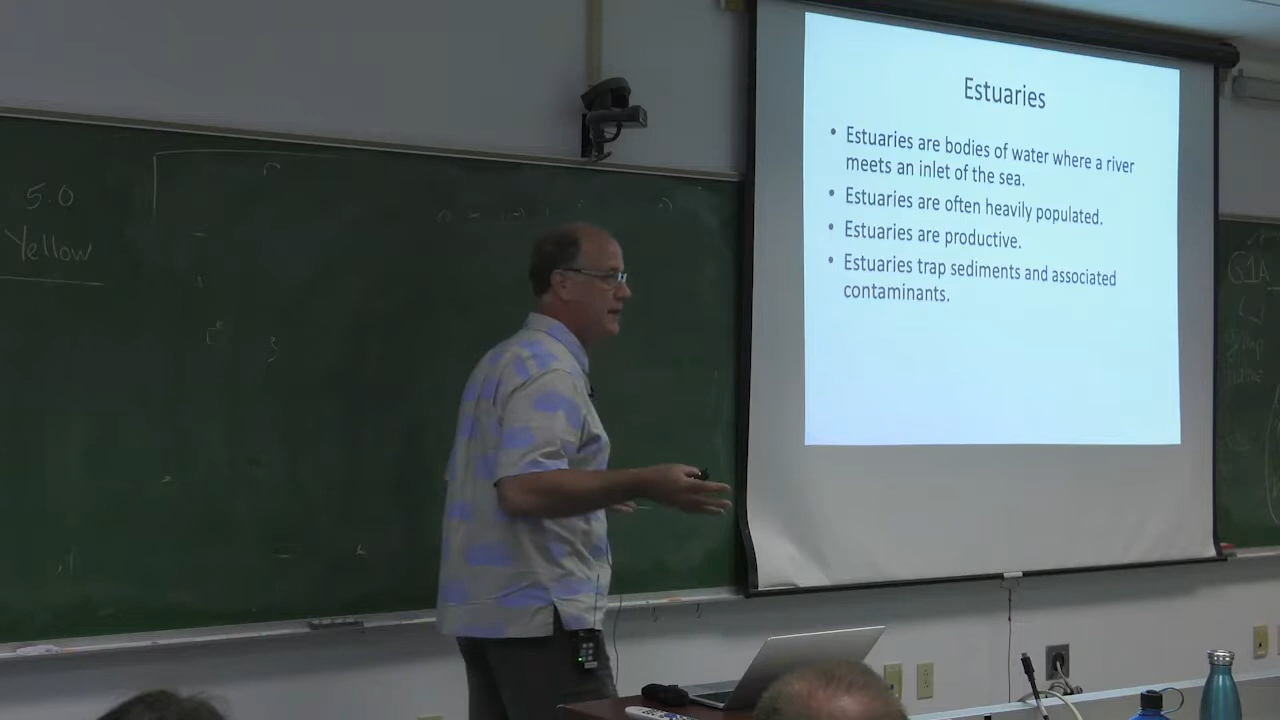 5.0
Yellow
Estuaries
• Estuaries are bodies of water where a river
meets an inlet of the sea.
• Estuaries are often heavily populated.
• Estuaries are productive.
• Estuaries trap sediments and associated
contaminants.
G1A